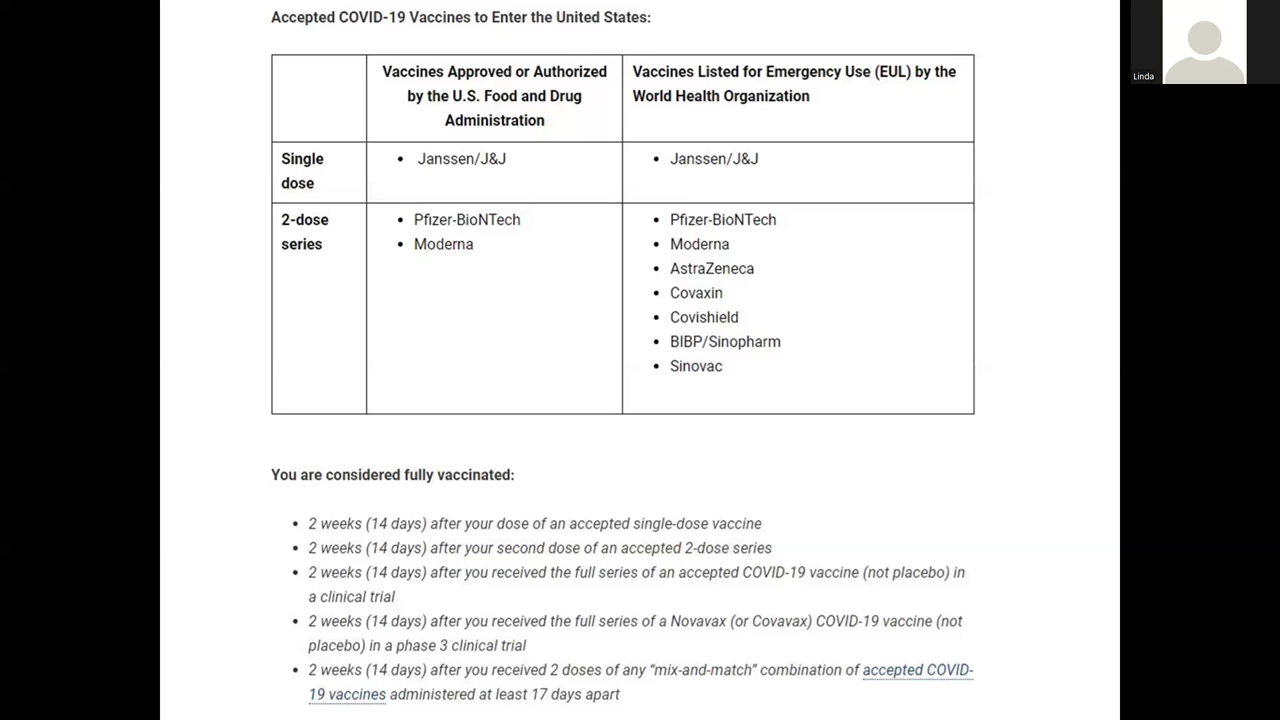 Accepted COVID-19 Vaccines to Enter the United States:
Vaccines Approved or Authorized
by the U.S. Food and Drug
Administration
Vaccines Listed for Emergency Use (EUL) by the
World Health Organization
Single
dose
• Janssen/J&J
• Janssen/J&J
2-dose
series
• Pfizer-BioNTech
• Moderna
• Pfizer-BioNTech
• Moderna
• AstraZeneca
• Covaxin
• Covishield
• BIBP/Sinopharm
• Sinovac
You are considered fully vaccinated:
• 2 weeks (14 days) after your dose of an accepted single-dose vaccine
• 2 weeks (14 days) after your second dose of an accepted 2-dose series
• 2 weeks (14 days) after you received the full series of an accepted COVID-19 vaccine (not placebo) in
a clinical trial
• 2 weeks (14 days) after you received the full series of a Novavax (or Covavax) COVID-19 vaccine (not
placebo) in a phase 3 clinical trial
• 2 weeks (14 days) after you received 2 doses of any “mix-and-match” combination of accepted COVID-
19 vaccines administered at least 17 days apart
Linda